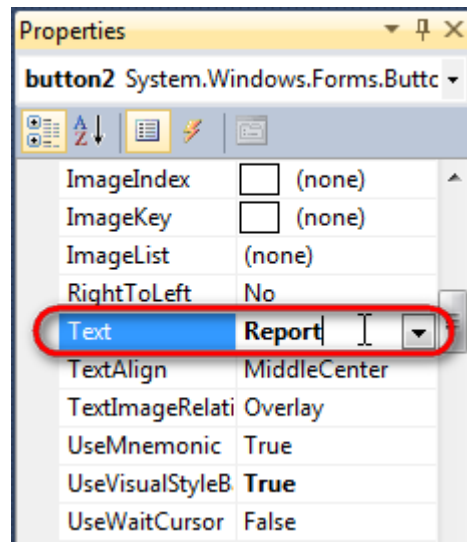 Properties
button2 System.Windows.Forms.Buttc
ImageIndex (none)
ImageKey (none)
ImageList (none)
RightToLeft No
Text Report
TextAlign MiddleCenter
TextImageRelati Overlay
UseMnemonic True
UseVisualStyleB True
UseWaitCursor False